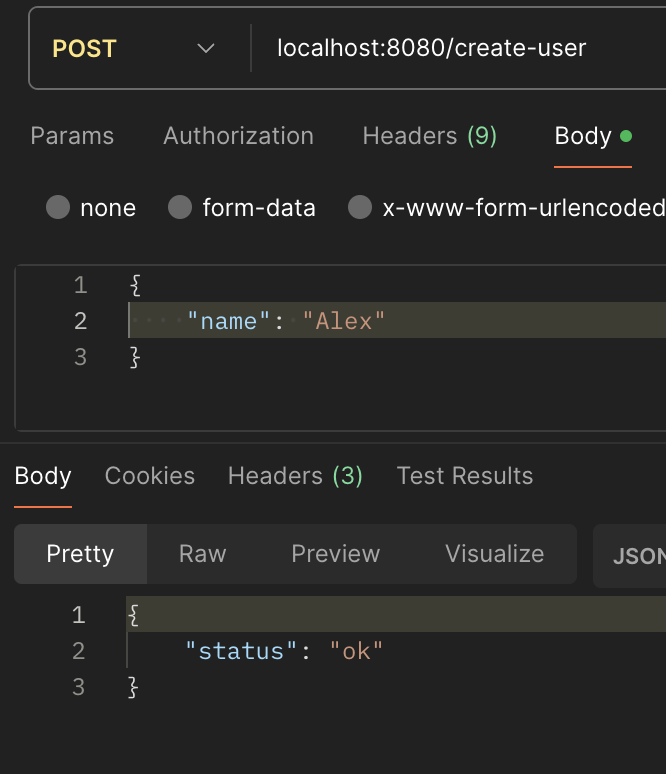 POST localhost:8080/create-user
Params Authorization Headers (9) Body
none form-data x-www-form-urlencoded
1 {
2 "name": "Alex"
3 }
Body Cookies Headers (3) Test Results
Pretty Raw Preview Visualize JSON
1 {
2 "status": "ok"
3 }